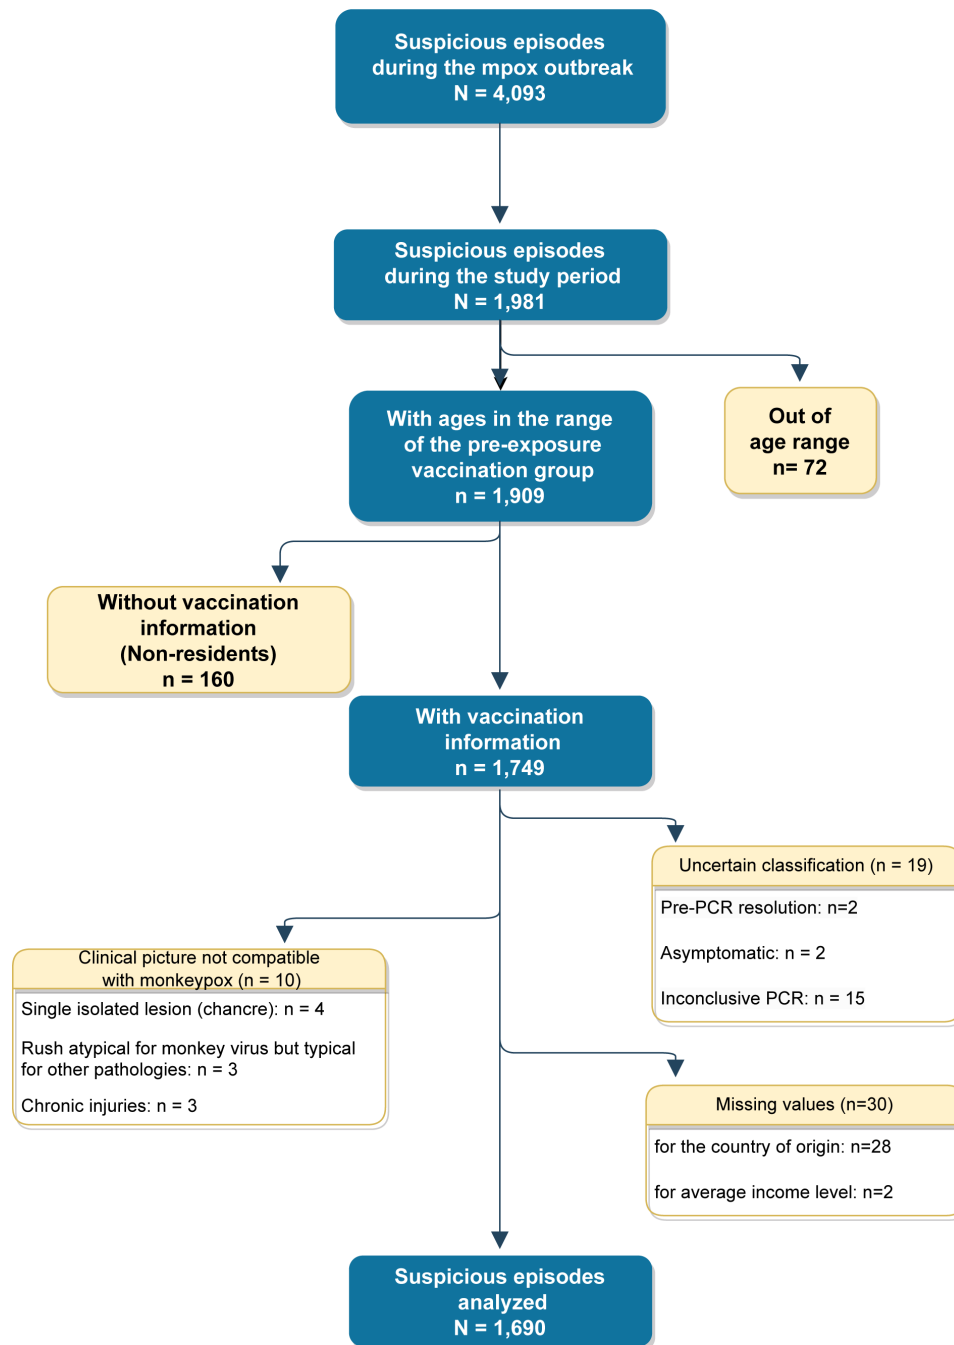 Suspicious episodes
during the mpox outbreak
N = 4,093
Suspicious episodes
during the study period
N = 1,981
With ages in the range
of the pre-exposure
vaccination group
n = 1,909
Out of
age range
n= 72
Without vaccination
information
(Non-residents)
n = 160
With vaccination
information
n = 1,749
Uncertain classification (n = 19)
Pre-PCR resolution: n=2
Asymptomatic: n = 2
Inconclusive PCR: n = 15
Clinical picture not compatible
with monkeypox (n = 10)
Single isolated lesion (chancre): n = 4
Rush atypical for monkey virus but typical
for other pathologies: n = 3
Chronic injuries: n = 3
Missing values (n=30)
for the country of origin: n=28
for average income level: n=2
Suspicious episodes
analyzed
N = 1,690